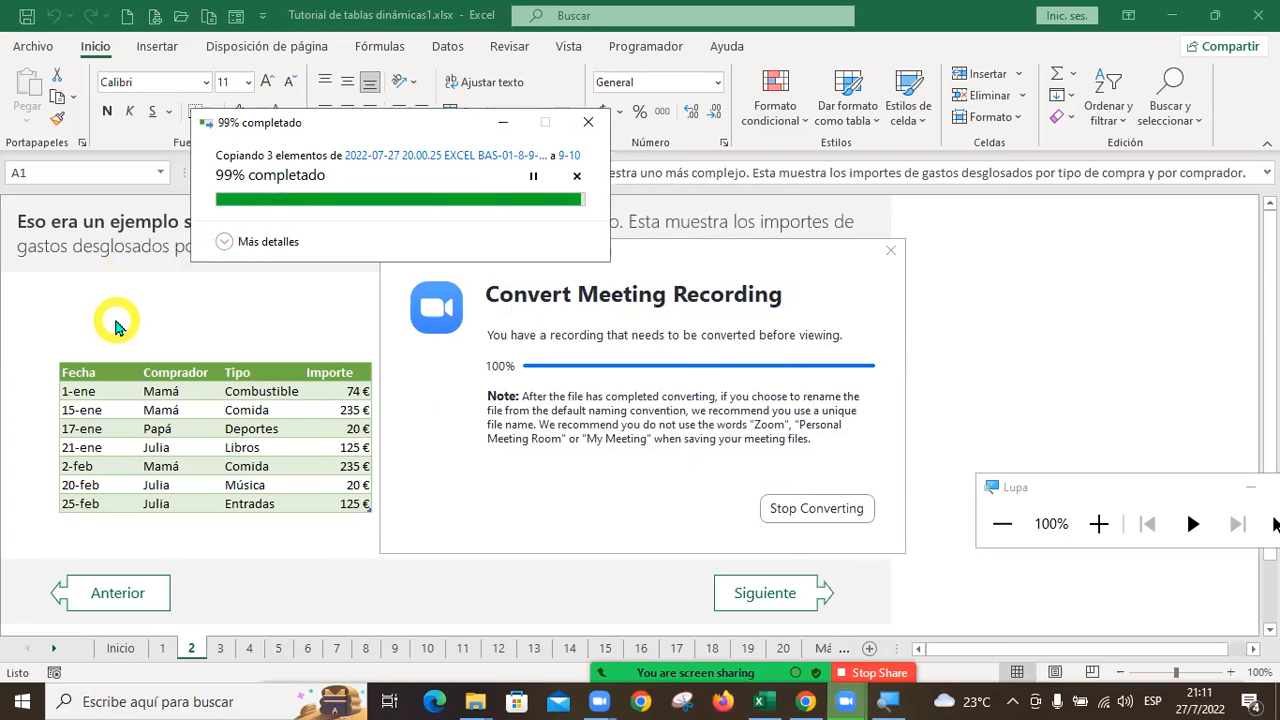 Tutorial de tablas dinámicas1.xlsx - Excel
Buscar
Inic. ses.
Archivo
Inicio
Insertar
Disposición de página
Fórmulas
Datos
Revisar
Vista
Programador
Ayuda
Compartir
Pegar
Calibri
11
Ajustar texto
General
Formato condicional
Dar formato como tabla
Estilos de celda
Insertar
Eliminar
Formato
Ordenar y filtrar
Buscar y seleccionar
N K S
% 000
Portapapeles
Fu
Número
Celdas
Edición
99% completado
Copiando 3 elementos de 2022-07-27 20.00.25 EXCEL BAS-01-8-9-... a 9-10
99% completado
Más detalles
A1
estra uno más complejo. Esta muestra los importes de gastos desglosados por tipo de compra y por comprador.
Eso era un ejemplo s
o. Esta muestra los importes de
gastos desglosados po
Convert Meeting Recording
You have a recording that needs to be converted before viewing.
100%
Note: After the file has completed converting, if you choose to rename the
file from the default naming convention, we recommend you use a unique
file name. We recommend you do not use the words "Zoom", "Personal
Meeting Room" or "My Meeting" when saving your meeting files.
Stop Converting
Fecha Comprador Tipo Importe
1-ene Mamá Combustible 74 €
15-ene Mamá Comida 235 €
17-ene Papá Deportes 20 €
21-ene Julia Libros 125 €
2-feb Mamá Comida 235 €
20-feb Julia Música 20 €
25-feb Julia Entradas 125 €
Lupa
100%
Anterior
Siguiente
Inicio 1 2 3 4 5 6 7 8 9 10 11 12 13 14 15 16 17 18 19 20 Má ...
Listo
You are screen sharing
Stop Share
100%
Escribe aquí para buscar
23°C
ESP
21:11
27/7/2022
4